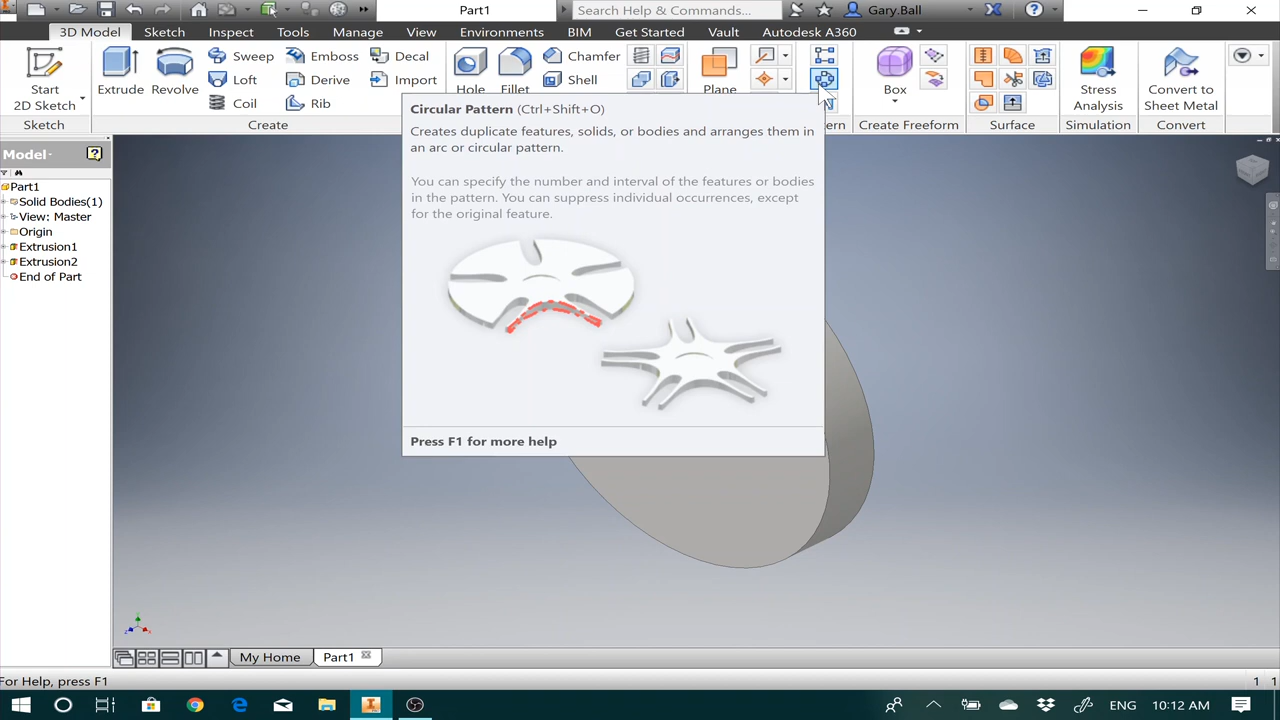 Part1
Search Help & Commands...
Gary.Ball
3D Model
Sketch
Inspect
Tools
Manage
View
Environments
BIM
Get Started
Vault
Autodesk A360
Start
2D Sketch
Sketch
Extrude
Revolve
Sweep
Loft
Coil
Emboss
Derive
Rib
Decal
Import
Create
Hole
Fillet
Chamfer
Shell
Plane
Box
Create Freeform
Surface
Stress
Analysis
Simulation
Convert to
Sheet Metal
Convert
Circular Pattern (Ctrl+Shift+O)
Creates duplicate features, solids, or bodies and arranges them in
an arc or circular pattern.
You can specify the number and interval of the features or bodies
in the pattern. You can suppress individual occurrences, except
for the original feature.
Press F1 for more help
Model
Part1
Solid Bodies(1)
View: Master
Origin
Extrusion1
Extrusion2
End of Part
My Home
Part1
For Help, press F1
1 1
ENG
10:12 AM